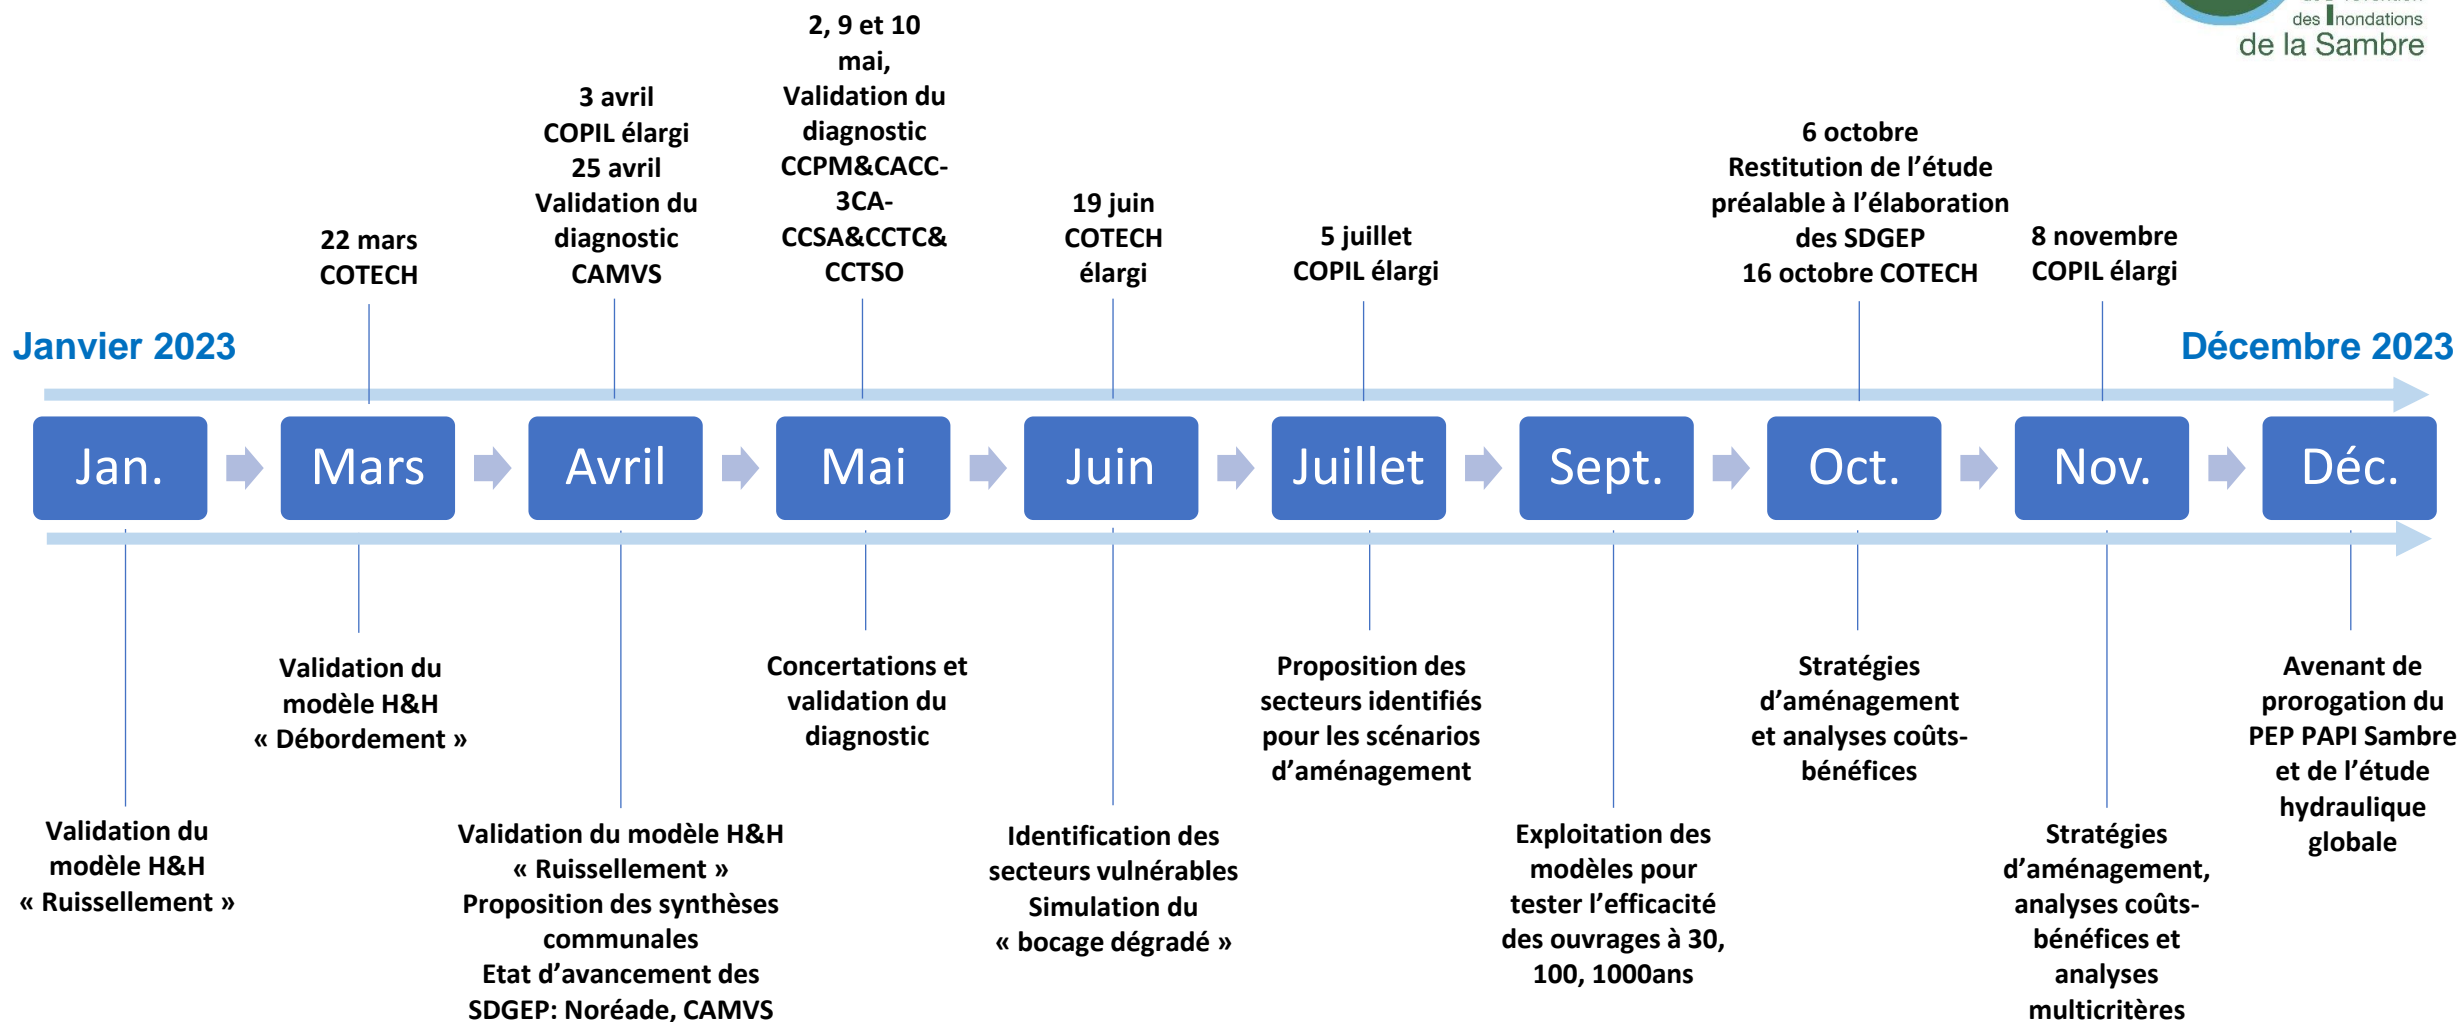 des Inondations
de la Sambre
2, 9 et 10
mai,
Validation du
diagnostic
CCPM&CACC-
3CA-
CCSA&CCTC&
CCTSO
3 avril
COPIL élargi
25 avril
Validation du
diagnostic
CAMVS
22 mars
COTECH
19 juin
COTECH
élargi
5 juillet
COPIL élargi
6 octobre
Restitution de l’étude
préalable à l’élaboration
des SDGEP
16 octobre COTECH
8 novembre
COPIL élargi
Janvier 2023
Décembre 2023
Jan.
Mars
Avril
Mai
Juin
Juillet
Sept.
Oct.
Nov.
Déc.
Validation du
modèle H&H
« Ruissellement »
Validation du
modèle H&H
« Débordement »
Validation du modèle H&H
« Ruissellement »
Proposition des synthèses
communales
Etat d’avancement des
SDGEP: Noréade, CAMVS
Concertations et
validation du
diagnostic
Identification des
secteurs vulnérables
Simulation du
« bocage dégradé »
Proposition des
secteurs identifiés
pour les scénarios
d’aménagement
Exploitation des
modèles pour
tester l’efficacité
des ouvrages à 30,
100, 1000ans
Stratégies
d’aménagement
et analyses coûts-
bénéfices
Stratégies
d’aménagement,
analyses coûts-
bénéfices et
analyses
multicritères
Avenant de
prorogation du
PEP PAPI Sambre
et de l’étude
hydraulique
globale